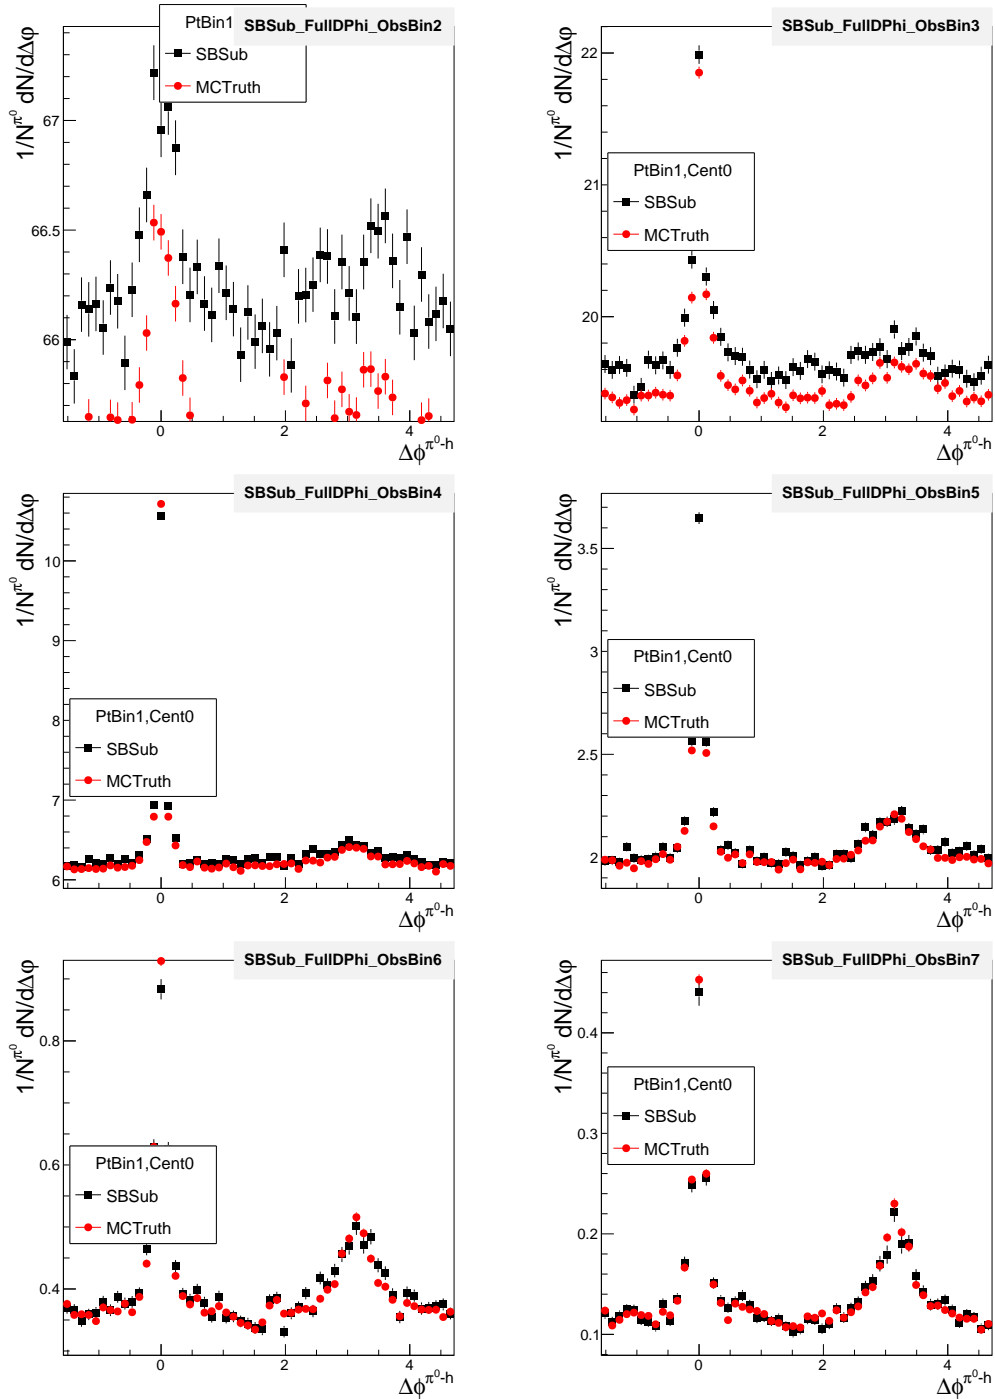 SBSub_FullDPhi_ObsBin2
1/N^π⁰ dN/dΔφ
PtBin1
SBSub
MCTruth
67
66.5
66
0
2
4
Δϕ^π⁰-h
SBSub_FullDPhi_ObsBin3
1/N^π⁰ dN/dΔφ
22
21
20
PtBin1,Cent0
SBSub
MCTruth
0
2
4
Δϕ^π⁰-h
SBSub_FullDPhi_ObsBin4
1/N^π⁰ dN/dΔφ
10
9
8
7
6
PtBin1,Cent0
SBSub
MCTruth
0
2
4
Δϕ^π⁰-h
SBSub_FullDPhi_ObsBin5
1/N^π⁰ dN/dΔφ
3.5
3
2.5
2
PtBin1,Cent0
SBSub
MCTruth
0
2
4
Δϕ^π⁰-h
SBSub_FullDPhi_ObsBin6
1/N^π⁰ dN/dΔφ
0.8
0.6
0.4
PtBin1,Cent0
SBSub
MCTruth
0
2
4
Δϕ^π⁰-h
SBSub_FullDPhi_ObsBin7
1/N^π⁰ dN/dΔφ
0.4
0.3
0.2
0.1
PtBin1,Cent0
SBSub
MCTruth
0
2
4
Δϕ^π⁰-h